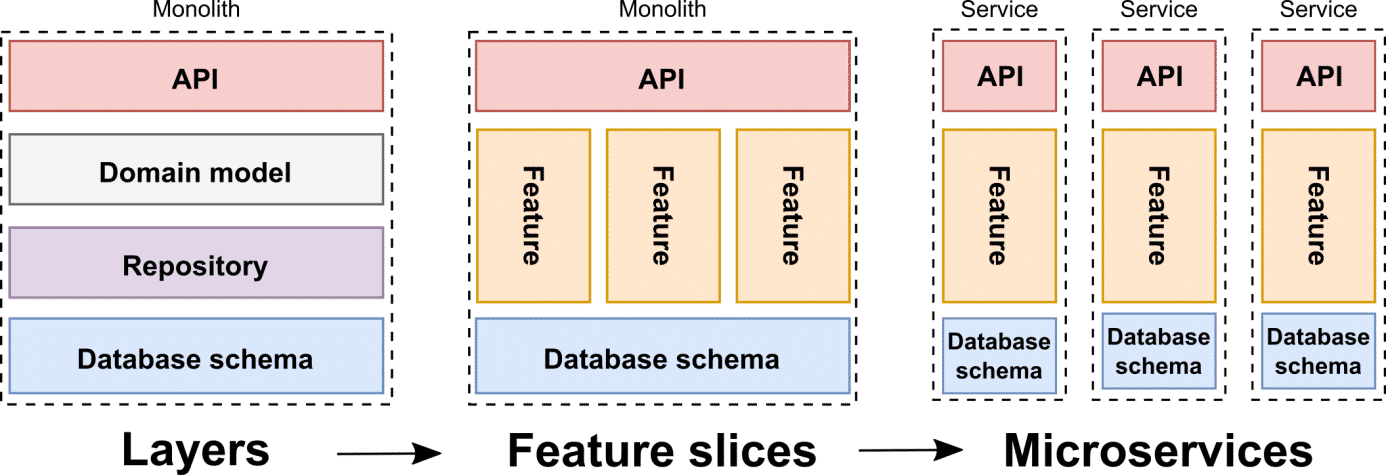 Monolith
API
Domain model
Repository
Database schema
Layers
Monolith
API
Feature
Feature
Feature
Database schema
Feature slices
Service
API
Feature
Database
schema
Service
API
Feature
Database
schema
Service
API
Feature
Database
schema
Microservices